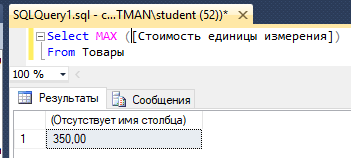 SQLQuery1.sql - c...TMAN\student (52))*
Select MAX ([Стоимость единицы измерения])
From Товары
100 %
Результаты
Сообщения
(Отсутствует имя столбца)
1
350,00